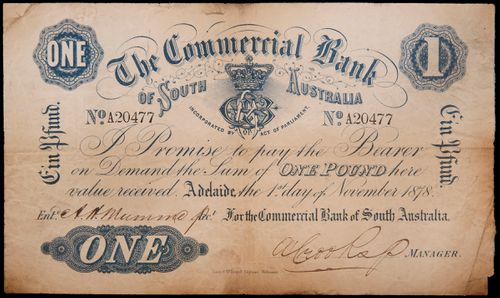 ONE
The Commercial Bank
1
OF SOUTH AUSTRALIA
INCORPORATED BY ACT OF PARLIAMENT.
No. A20477
No. A20477
Ein Pfund.
Ein Pfund.
I Promise to pay the Bearer
on Demand the Sum of ONE POUND here
value received. Adelaide, the 1st day of November 1878.
Entd.
For the Commercial Bank of South Australia.
ONE
MANAGER.